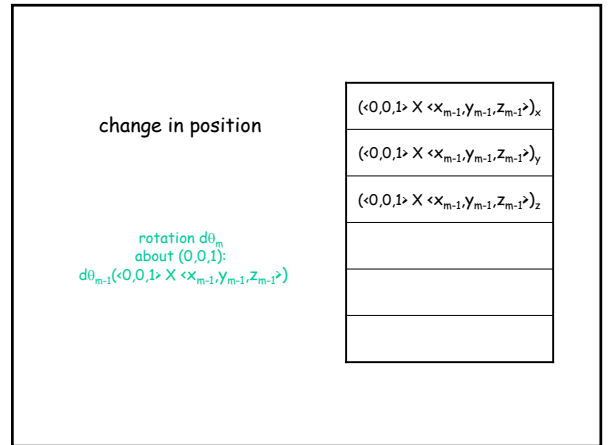 change in position
rotation dθₘ
about (0,0,1):
dθₘ₋₁(<0,0,1> X <xₘ₋₁,yₘ₋₁,zₘ₋₁>)
(<0,0,1> X <xₘ₋₁,yₘ₋₁,zₘ₋₁>)ₓ
(<0,0,1> X <xₘ₋₁,yₘ₋₁,zₘ₋₁>)_y
(<0,0,1> X <xₘ₋₁,yₘ₋₁,zₘ₋₁>)_z